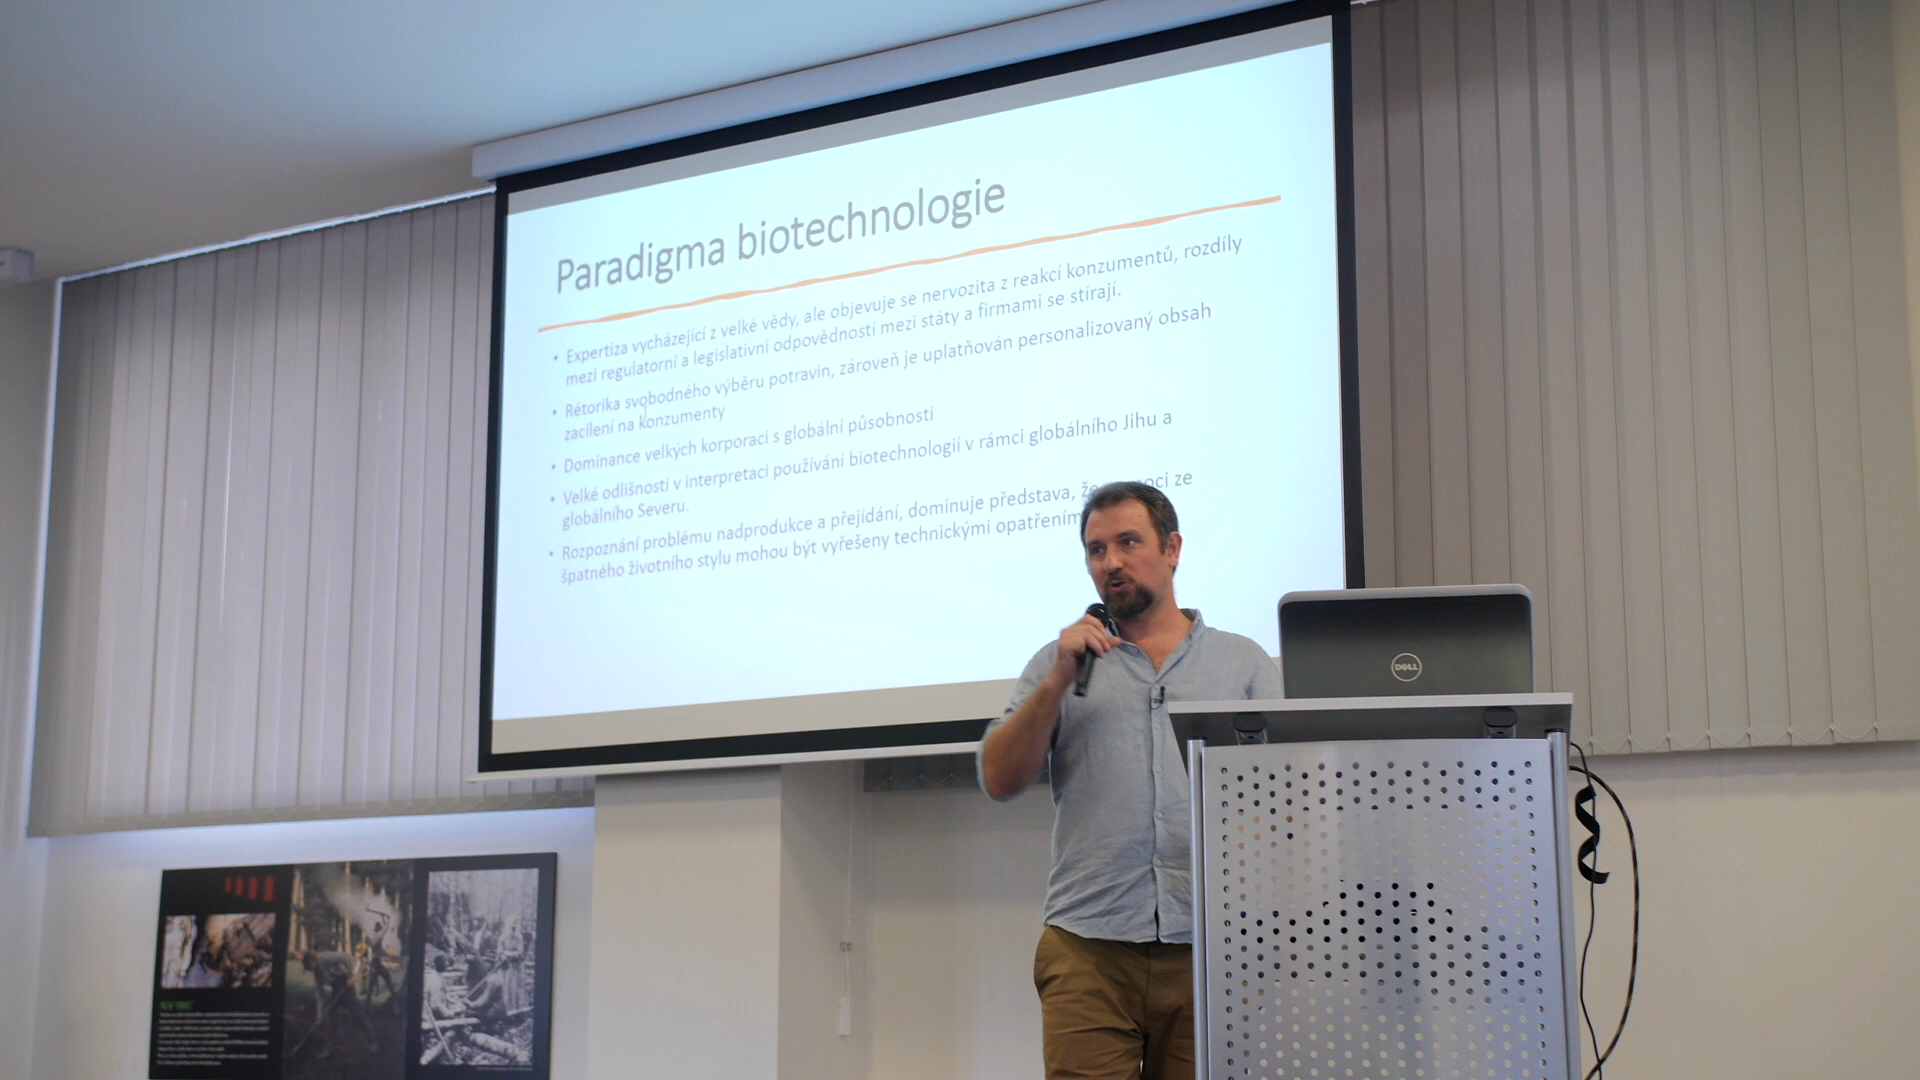 Paradigma biotechnologie
• Expertíza vycházející z velké vědy, ale objevuje se nervozita z reakcí konzumentů, rozdíly
mezi regulatorní a legislativní odpovědností mezi státy a firmami se stírají.
• Rétorika svobodného výběru potravin, zároveň je uplatňován personalizovaný obsah
zacílení na konzumenty
• Dominance velkých korporací s globální působností
• Velké odlišnosti v interpretaci používání biotechnologií v rámci globálního Jihu a
globálního Severu.
• Rozpoznání problému nadprodukce a přejídání, dominuje představa, ze
špatného životního stylu mohou být vyřešeny technickými
DELL